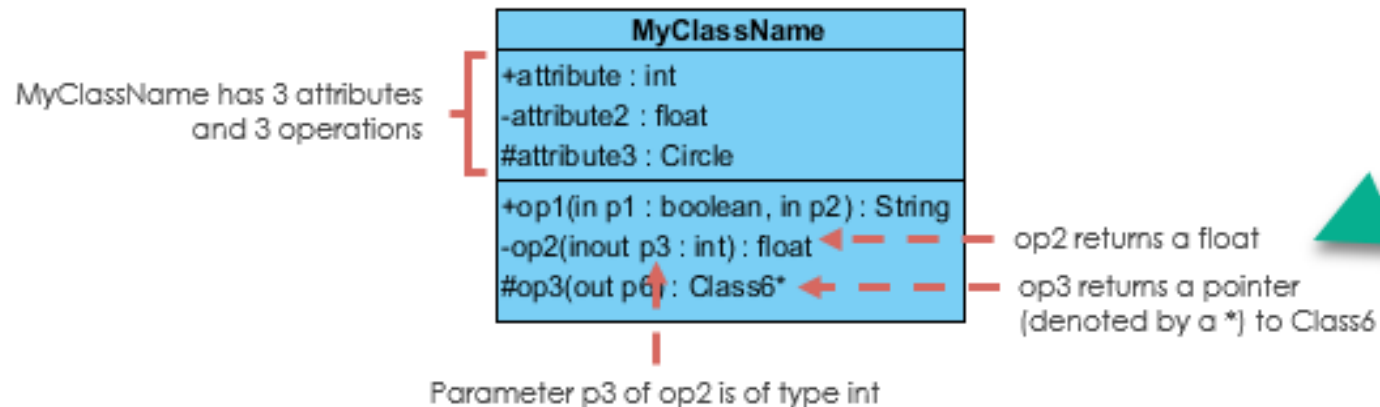 MyClassName
MyClassName has 3 attributes
and 3 operations
+attribute : int
-attribute2 : float
#attribute3 : Circle
+op1(in p1 : boolean, in p2) : String
-op2(inout p3 : int) : float
#op3(out p6) : Class6*
op2 returns a float
op3 returns a pointer
(denoted by a *) to Class6
Parameter p3 of op2 is of type int